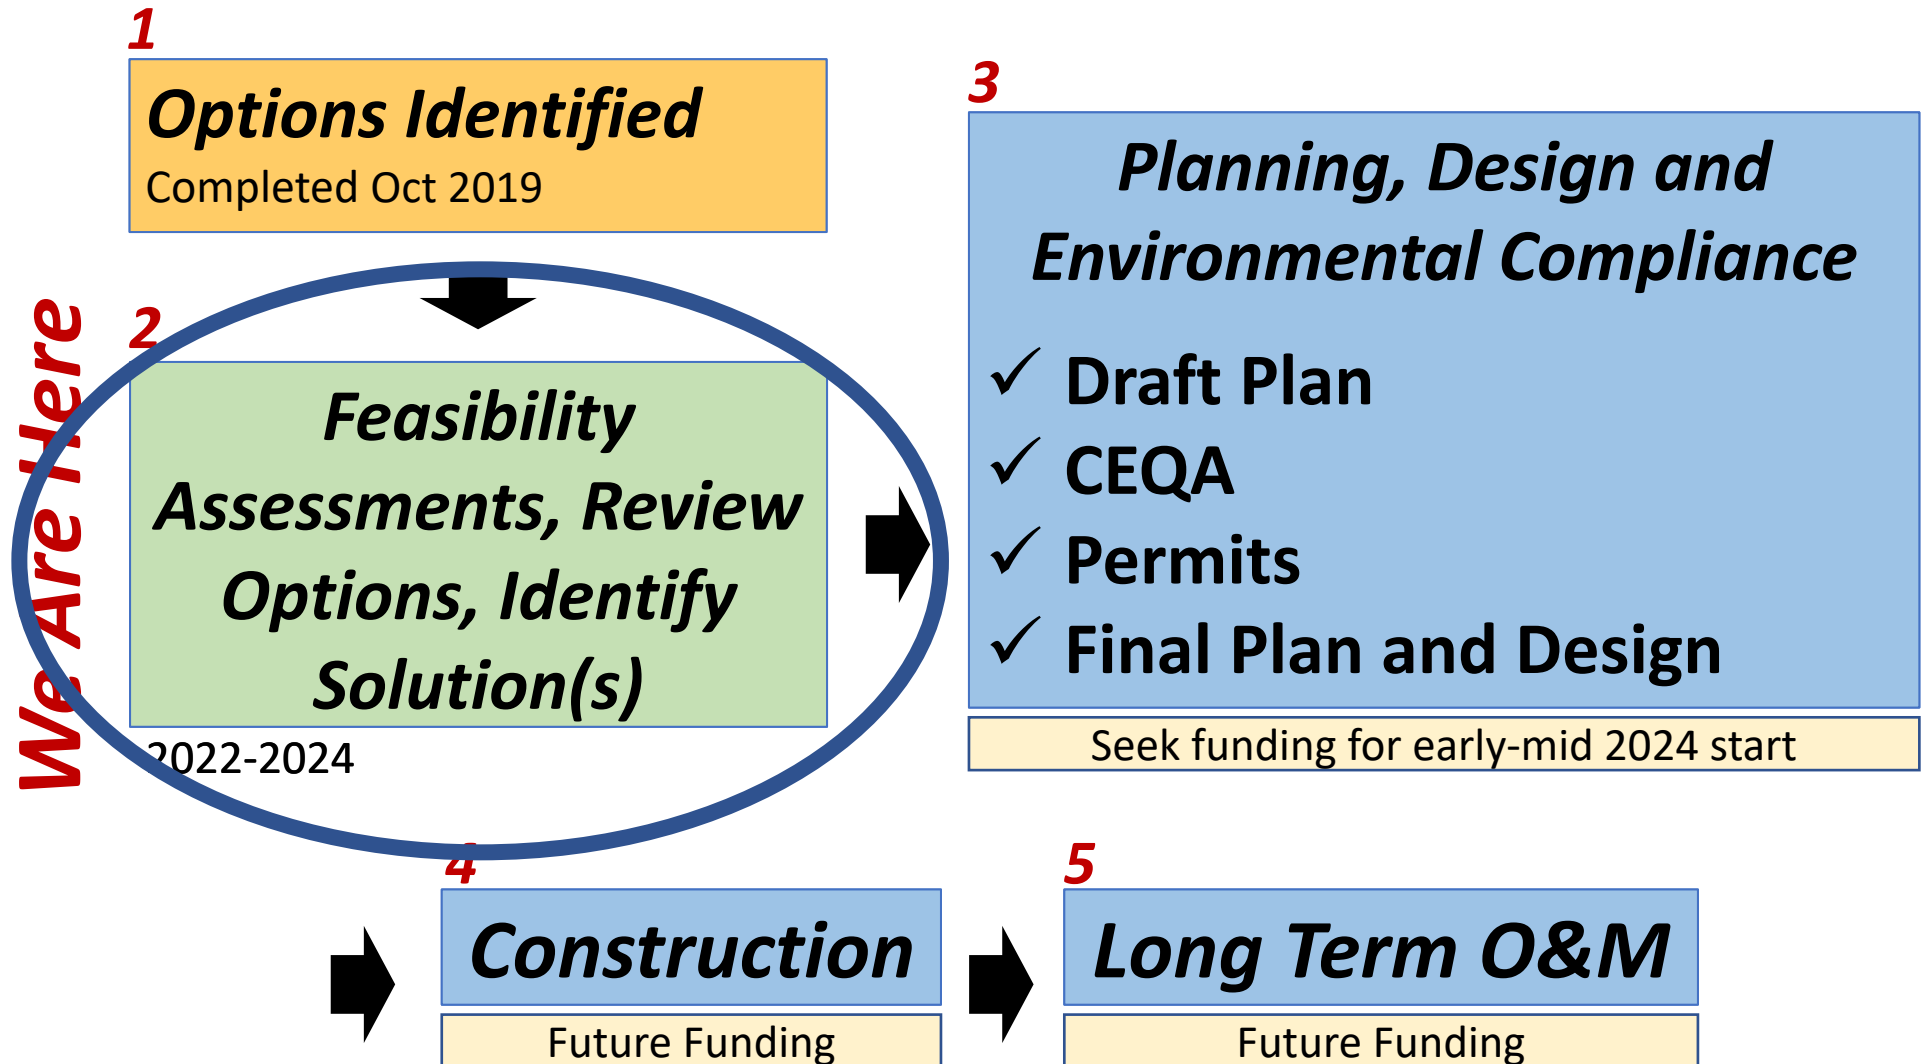 1
Options Identified
Completed Oct 2019
We Are Here
2
Feasibility
Assessments, Review
Options, Identify
Solution(s)
2022-2024
3
Planning, Design and
Environmental Compliance
✓ Draft Plan
✓ CEQA
✓ Permits
✓ Final Plan and Design
Seek funding for early-mid 2024 start
4
Construction
Future Funding
5
Long Term O&M
Future Funding